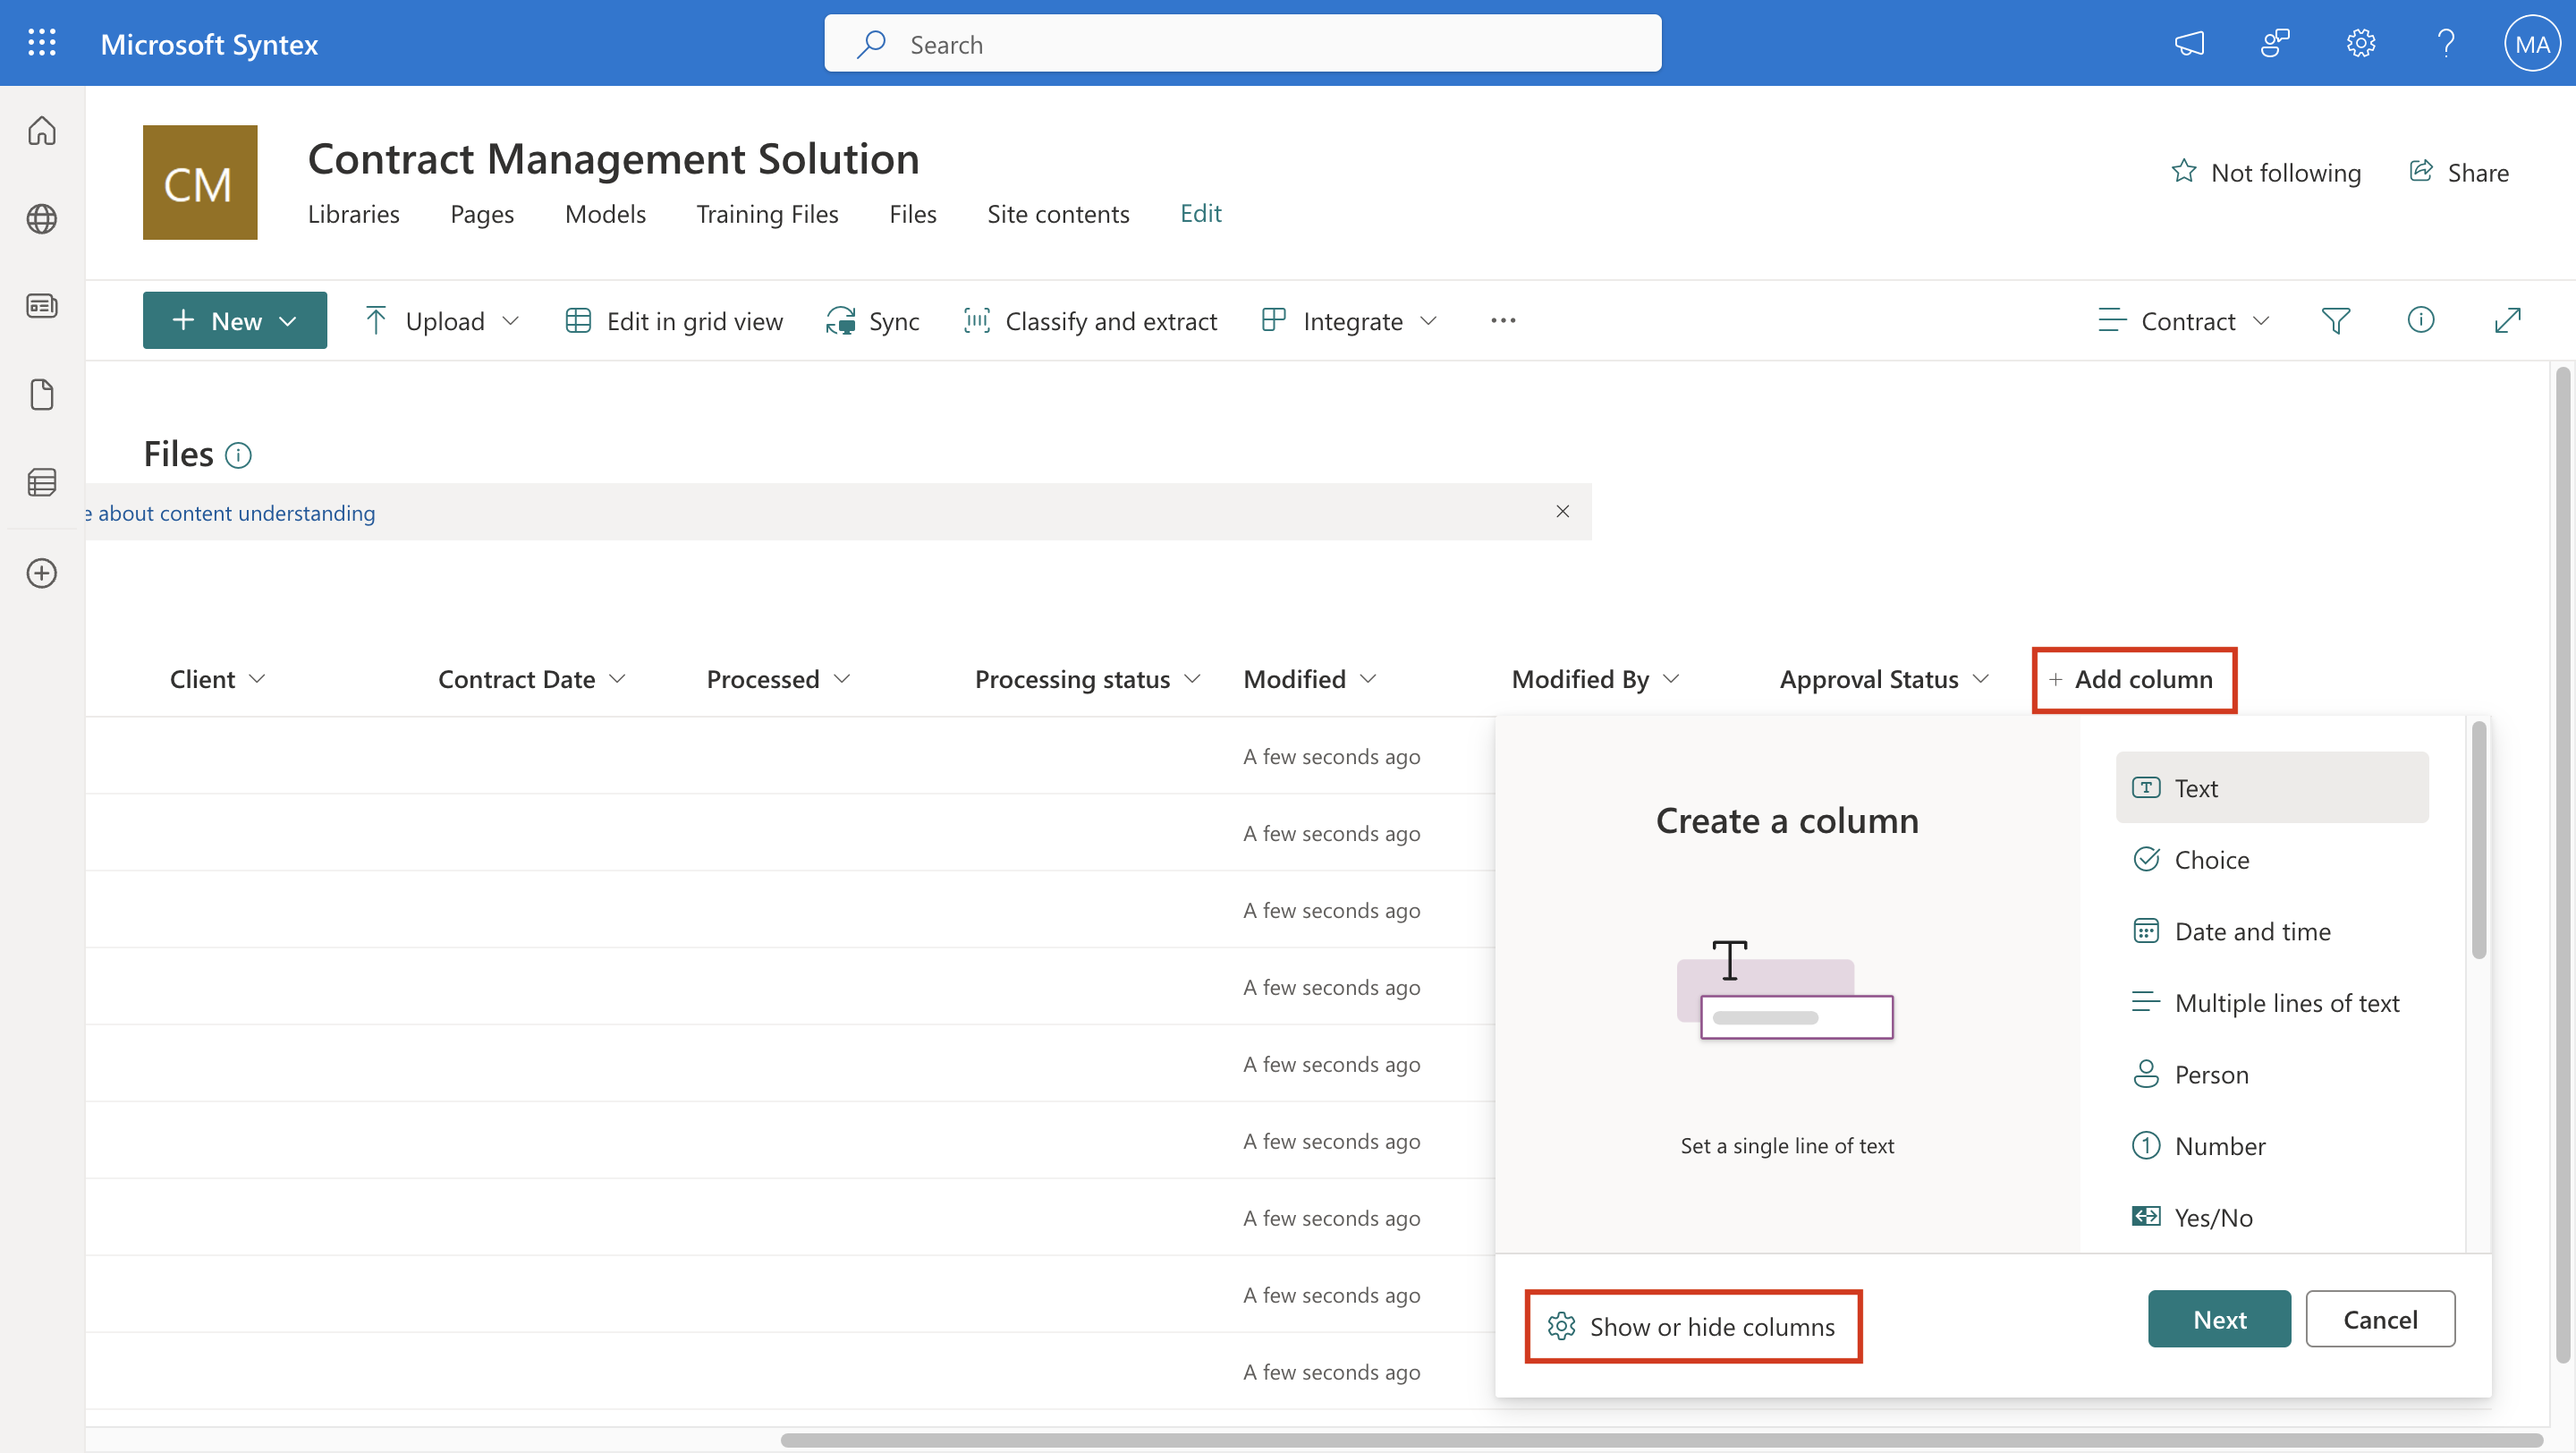 Microsoft Syntex
Search
MA
CM
Contract Management Solution
Not following
Share
Libraries
Pages
Models
Training Files
Files
Site contents
Edit
New
Upload
Edit in grid view
Sync
Classify and extract
Integrate
Contract
Files
e about content understanding
Client
Contract Date
Processed
Processing status
Modified
Modified By
Approval Status
+ Add column
A few seconds ago
A few seconds ago
A few seconds ago
A few seconds ago
A few seconds ago
A few seconds ago
A few seconds ago
A few seconds ago
A few seconds ago
Create a column
T
Set a single line of text
Text
Choice
Date and time
Multiple lines of text
Person
Number
Yes/No
Show or hide columns
Next
Cancel